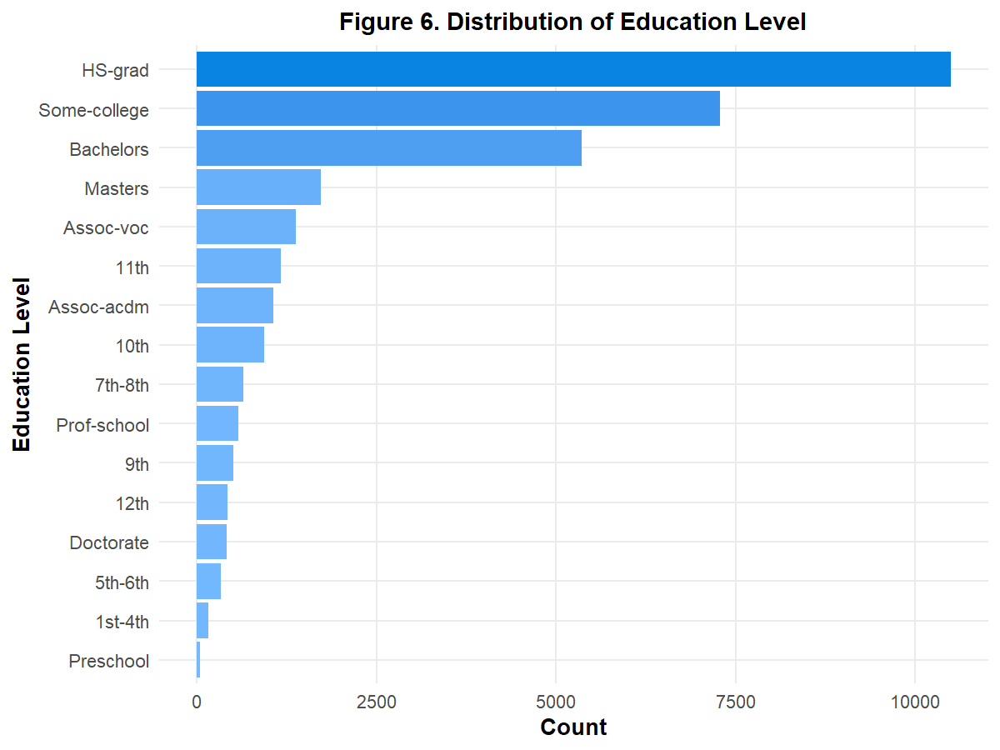 Figure 6. Distribution of Education Level
HS-grad
Some-college
Bachelors
Masters
Assoc-voc
11th
Assoc-acdm
10th
7th-8th
Prof-school
9th
12th
Doctorate
5th-6th
1st-4th
Preschool
Education Level
0 2500 5000 7500 10000
Count